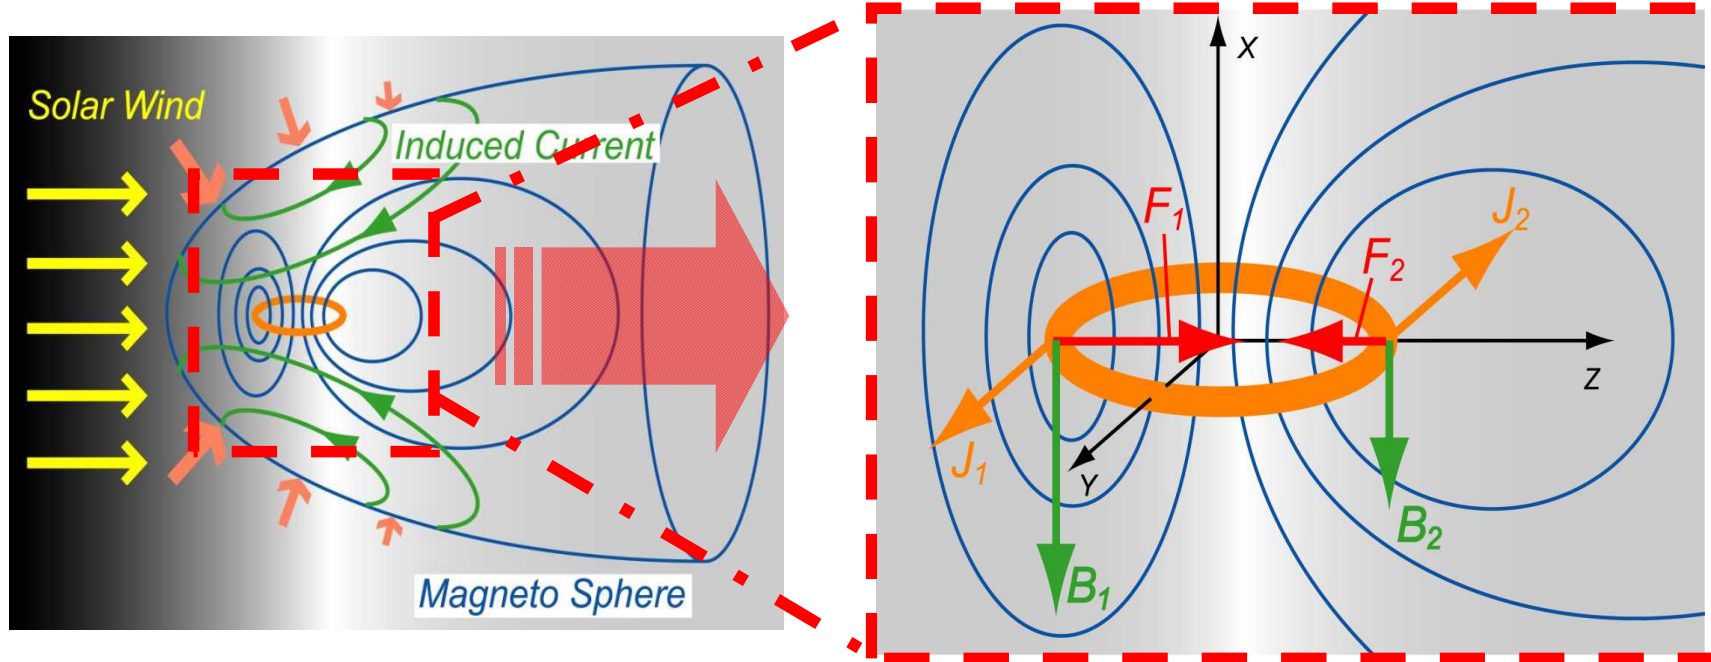 Solar Wind
Induced Current
Magneto Sphere
X
F1
J2
F2
Z
J1
Y
B1
B2